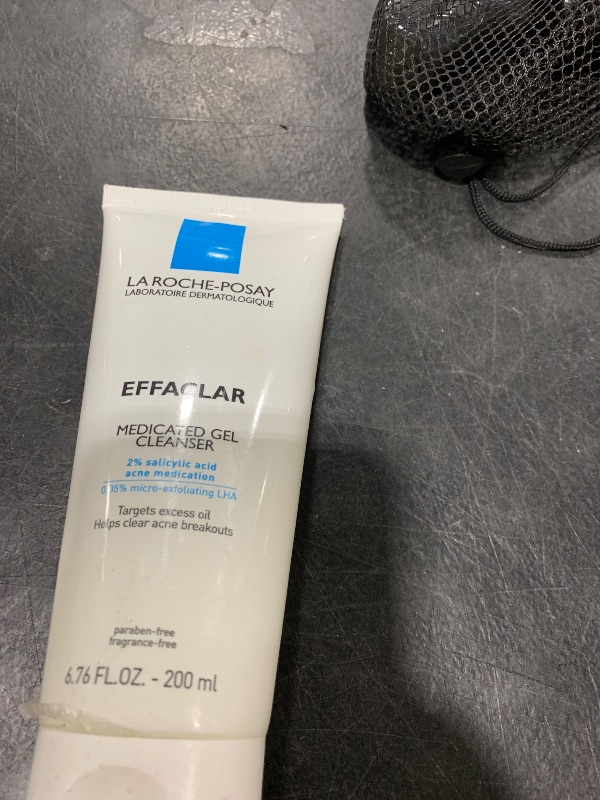 LA ROCHE-POSAY
LABORATOIRE DERMATOLOGIQUE
EFFACLAR
MEDICATED GEL
CLEANSER
2% salicylic acid
acne medication
0.05% micro-exfoliating LHA
Targets excess oil
Helps clear acne breakouts
paraben-free
fragrance-free
6.76 FL.OZ. - 200 ml